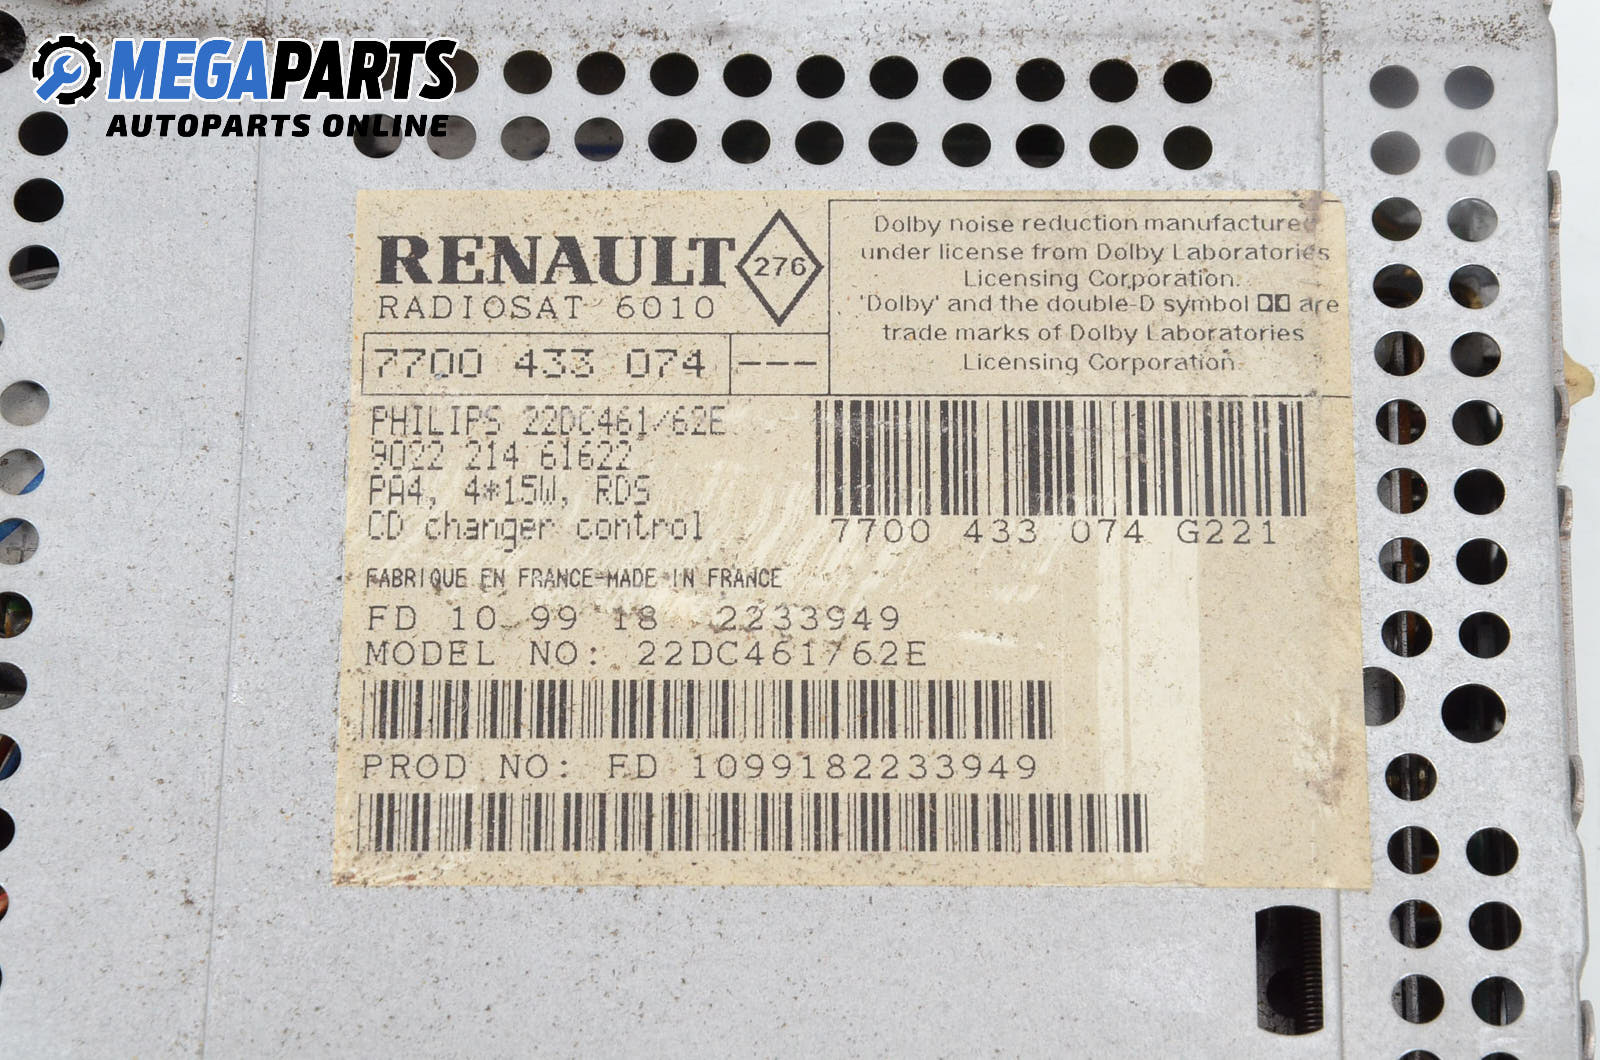 MEGAPARTS
AUTOPARTS ONLINE
RENAULT
276
RADIOSAT 6010
7700 433 074 ---
Dolby noise reduction manufactured
under license from Dolby Laboratories
Licensing Corporation.
'Dolby' and the double-D symbol are
trade marks of Dolby Laboratories
Licensing Corporation
PHILIPS 22DC461/62E
9022 214 61622
PA4, 4*15W, RDS
CD changer control
7700 433 074 G221
FABRIQUE EN FRANCE-MADE IN FRANCE
FD 10 99 18 2233949
MODEL NO: 22DC461/62E
PROD NO: FD 1099182233949